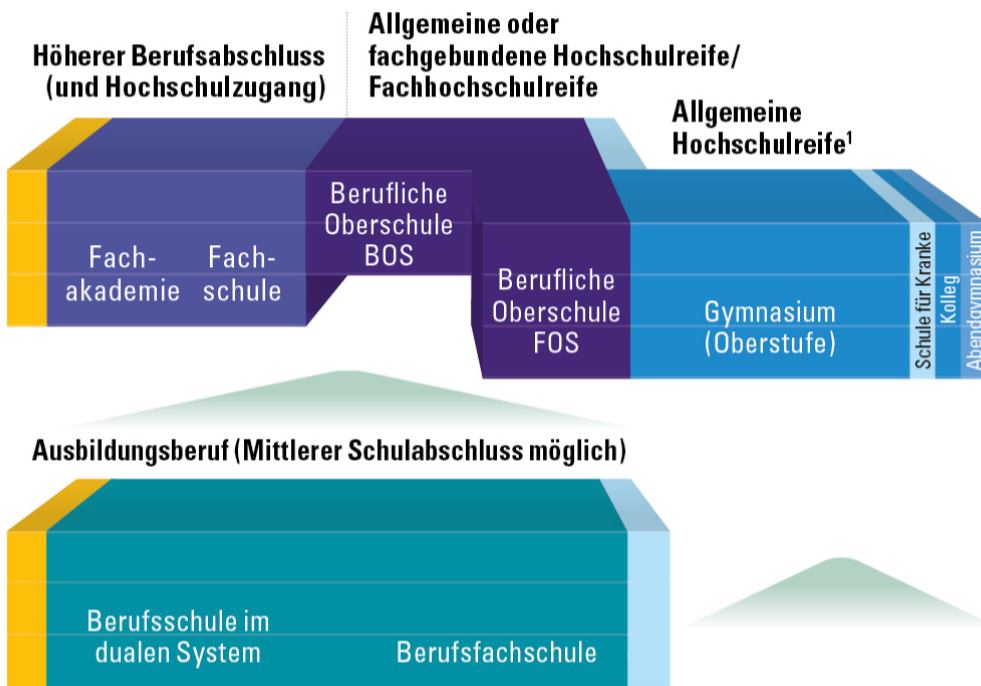 Höherer Berufsabschluss
(und Hochschulzugang)
Allgemeine oder
fachgebundene Hochschulreife/
Fachhochschulreife
Allgemeine
Hochschulreife¹
Fach-
akademie
Fach-
schule
Berufliche
Oberschule
BOS
Berufliche
Oberschule
FOS
Gymnasium
(Oberstufe)
Schule für Kranke
Kolleg
Abendgymnasium
Ausbildungsberuf (Mittlerer Schulabschluss möglich)
Berufsschule im
dualen System
Berufsfachschule